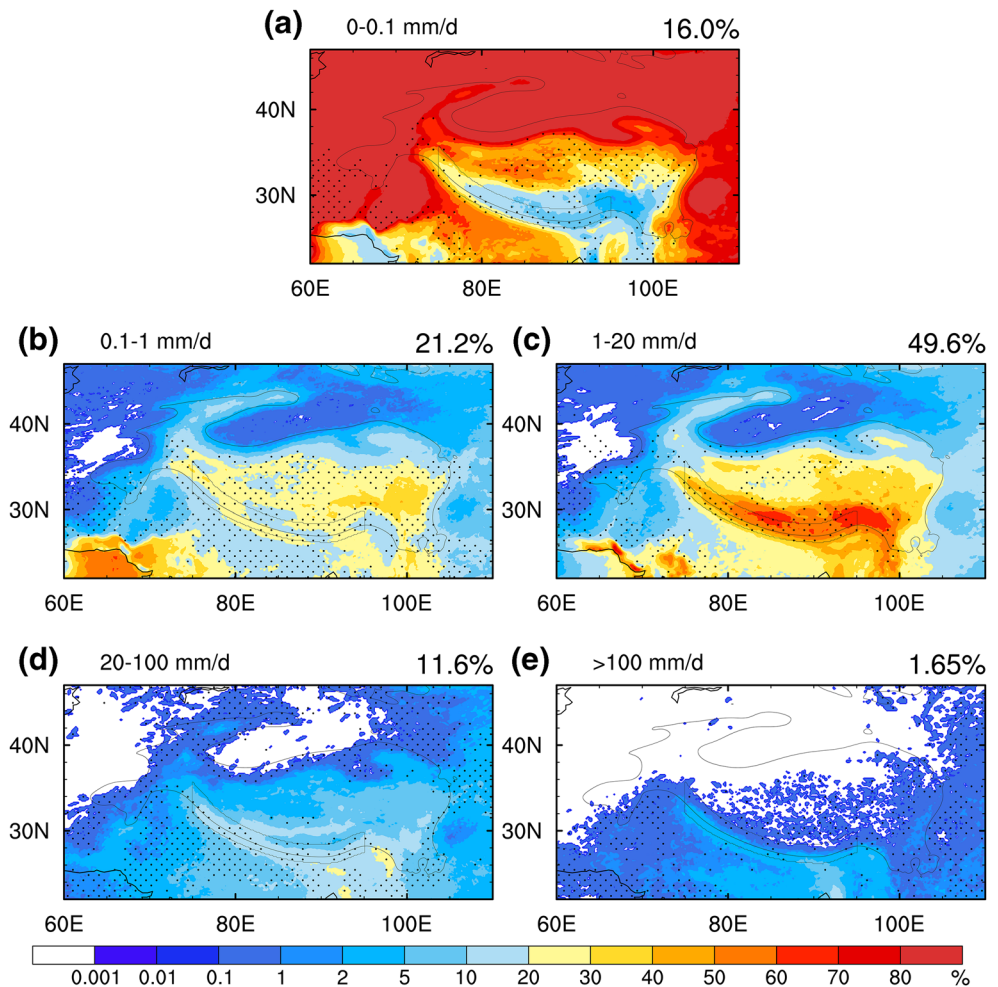 (a) 0-0.1 mm/d 16.0%
40N
30N
60E 80E 100E
(b) 0.1-1 mm/d 21.2%
40N
30N
60E 80E 100E
(c) 1-20 mm/d 49.6%
40N
30N
60E 80E 100E
(d) 20-100 mm/d 11.6%
40N
30N
60E 80E 100E
(e) >100 mm/d 1.65%
40N
30N
60E 80E 100E
0.001 0.01 0.1 1 2 5 10 20 30 40 50 60 70 80 %